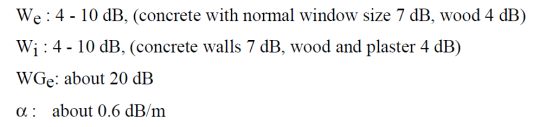 We : 4 - 10 dB, (concrete with normal window size 7 dB, wood 4 dB)
Wi : 4 - 10 dB, (concrete walls 7 dB, wood and plaster 4 dB)
WGe: about 20 dB
α : about 0.6 dB/m